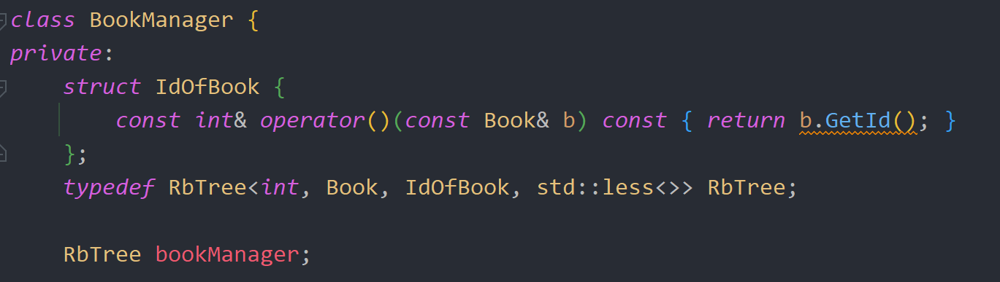 class BookManager {
private:
    struct IdOfBook {
        const int& operator()(const Book& b) const { return b.GetId(); }
    };
    typedef RbTree<int, Book, IdOfBook, std::less<>> RbTree;

    RbTree bookManager;